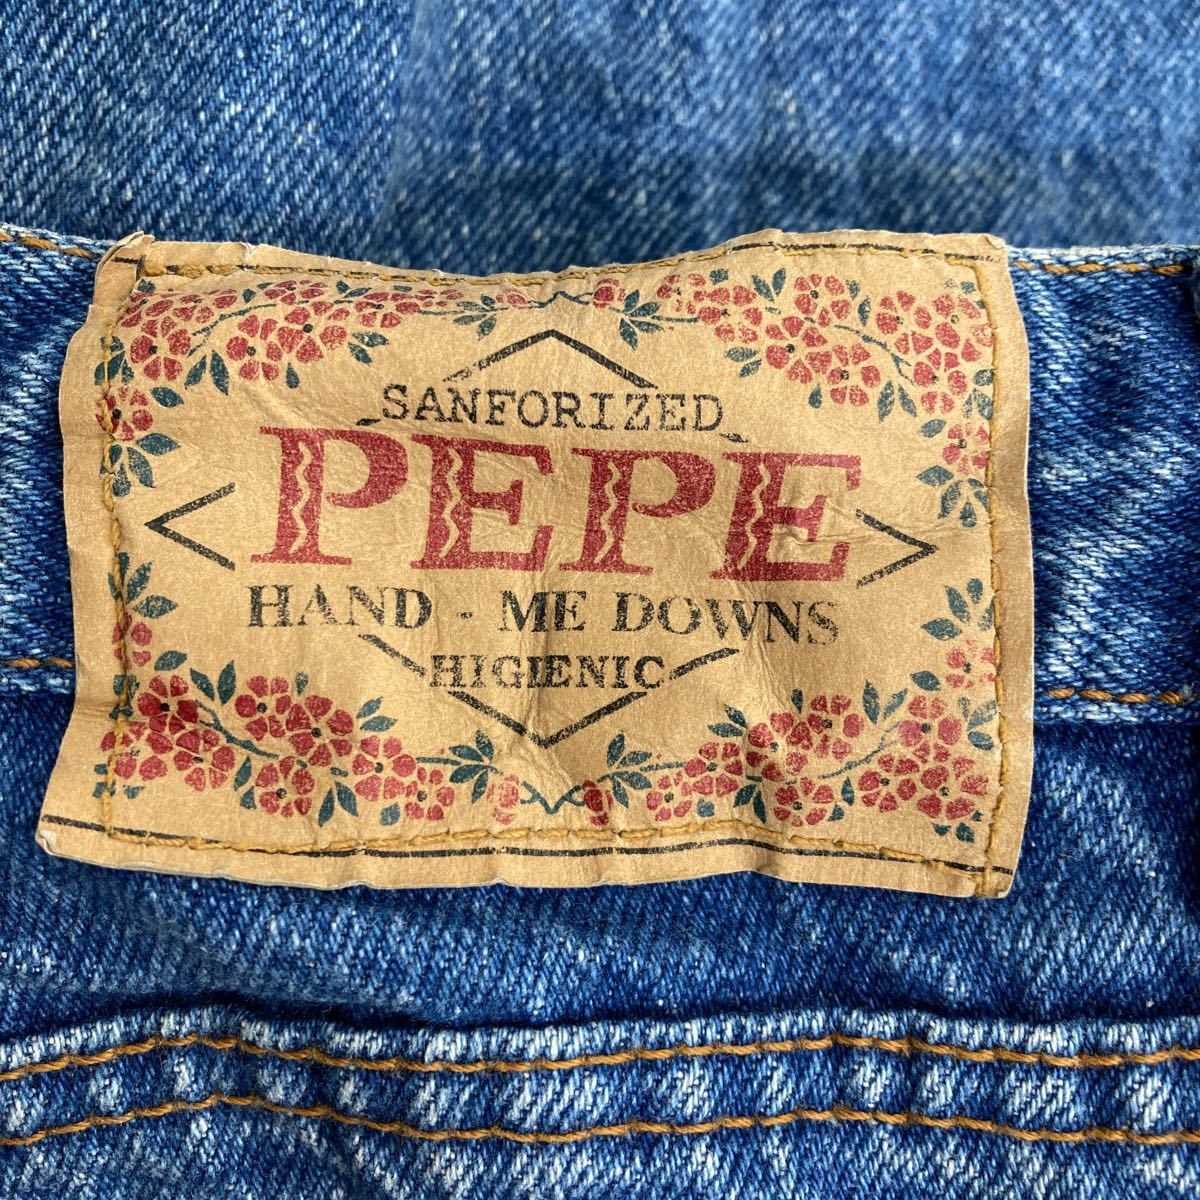 SANFORIZED
PEPE
HAND - ME DOWNS
HIGIENIC